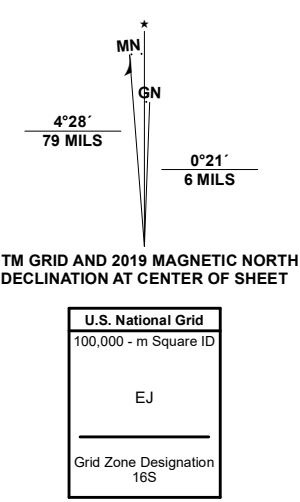 ★
MN
GN
4°28´
79 MILS
0°21´
6 MILS
TM GRID AND 2019 MAGNETIC NORTH
DECLINATION AT CENTER OF SHEET
U.S. National Grid
100,000 - m Square ID
EJ
Grid Zone Designation
16S